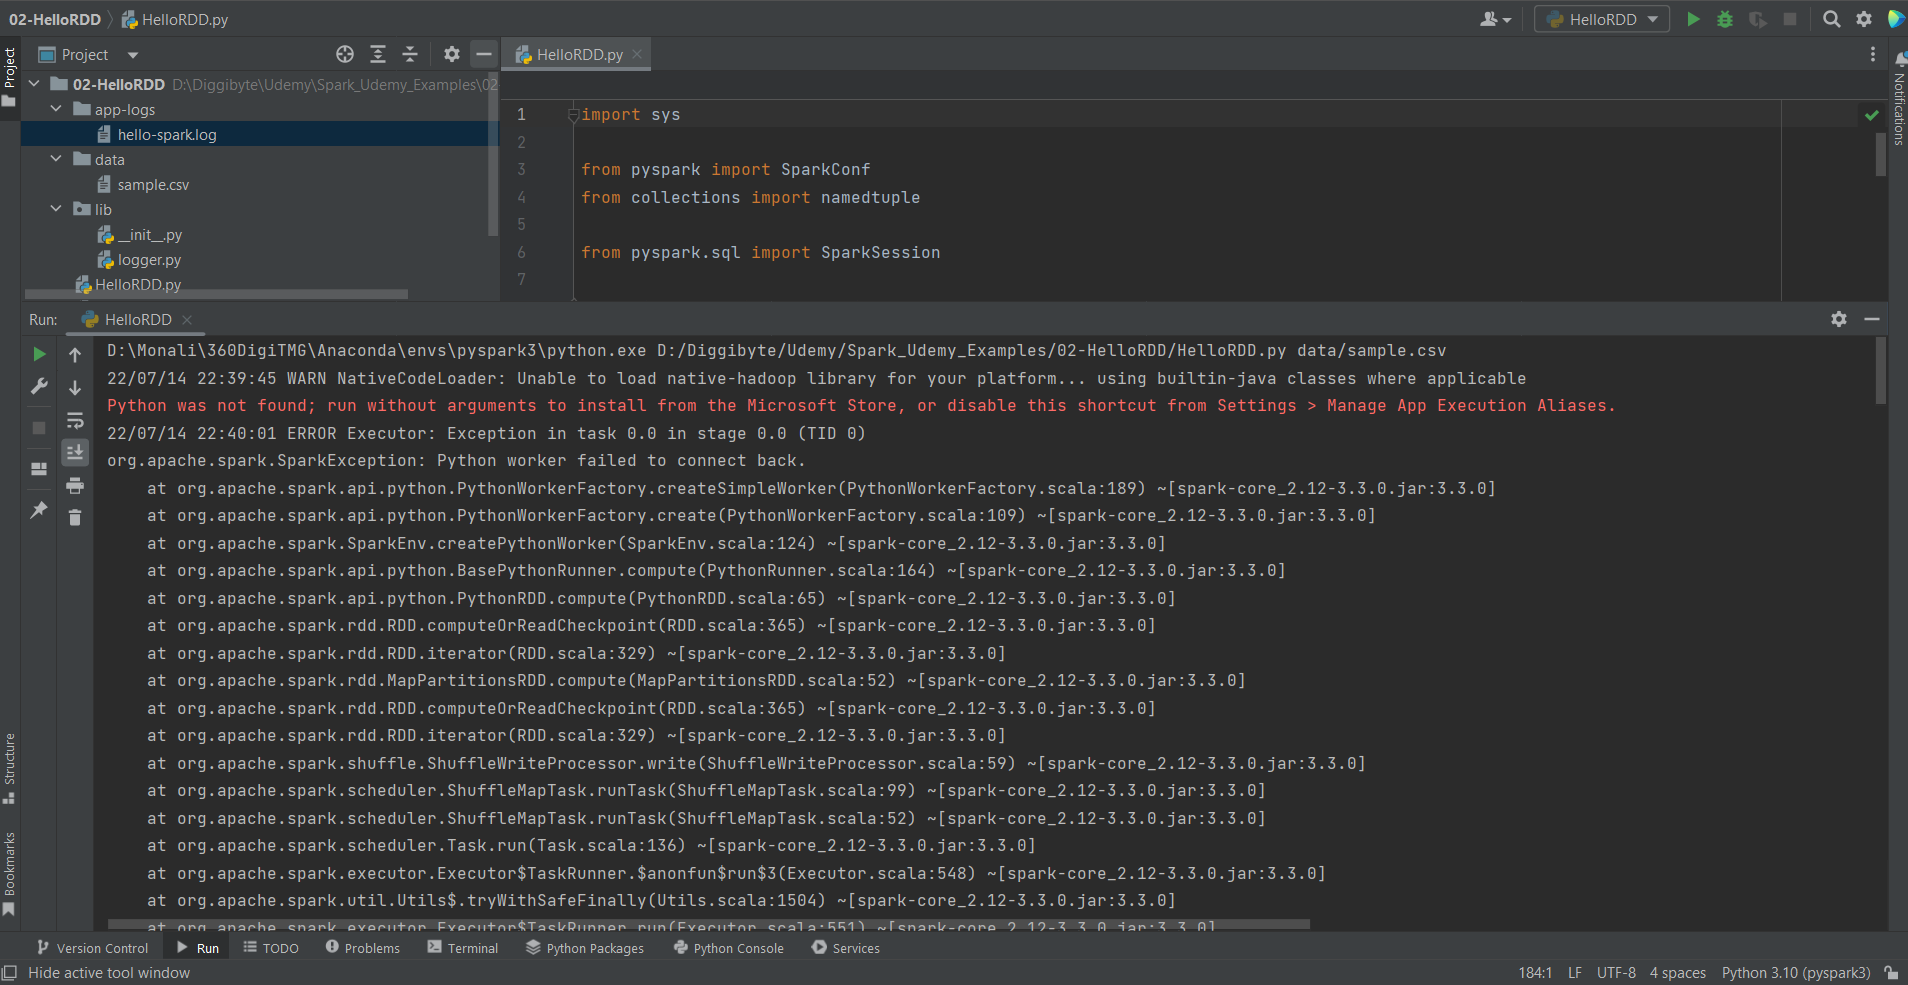 02-HelloRDD HelloRDD.py HelloRDD
Project
Project
HelloRDD.py
02-HelloRDD D:\Diggibyte\Udemy\Spark_Udemy_Examples\02
app-logs
hello-spark.log
data
sample.csv
lib
__init__.py
logger.py
HelloRDD.py
1 import sys
2
3 from pyspark import SparkConf
4 from collections import namedtuple
5
6 from pyspark.sql import SparkSession
7
Notifications
Run: HelloRDD
D:\Monali\360DigiTMG\Anaconda\envs\pyspark3\python.exe D:/Diggibyte/Udemy/Spark_Udemy_Examples/02-HelloRDD/HelloRDD.py data/sample.csv
22/07/14 22:39:45 WARN NativeCodeLoader: Unable to load native-hadoop library for your platform... using builtin-java classes where applicable
Python was not found; run without arguments to install from the Microsoft Store, or disable this shortcut from Settings > Manage App Execution Aliases.
22/07/14 22:40:01 ERROR Executor: Exception in task 0.0 in stage 0.0 (TID 0)
org.apache.spark.SparkException: Python worker failed to connect back.
at org.apache.spark.api.python.PythonWorkerFactory.createSimpleWorker(PythonWorkerFactory.scala:189) ~[spark-core_2.12-3.3.0.jar:3.3.0]
at org.apache.spark.api.python.PythonWorkerFactory.create(PythonWorkerFactory.scala:109) ~[spark-core_2.12-3.3.0.jar:3.3.0]
at org.apache.spark.SparkEnv.createPythonWorker(SparkEnv.scala:124) ~[spark-core_2.12-3.3.0.jar:3.3.0]
at org.apache.spark.api.python.BasePythonRunner.compute(PythonRunner.scala:164) ~[spark-core_2.12-3.3.0.jar:3.3.0]
at org.apache.spark.api.python.PythonRDD.compute(PythonRDD.scala:65) ~[spark-core_2.12-3.3.0.jar:3.3.0]
at org.apache.spark.rdd.RDD.computeOrReadCheckpoint(RDD.scala:365) ~[spark-core_2.12-3.3.0.jar:3.3.0]
at org.apache.spark.rdd.RDD.iterator(RDD.scala:329) ~[spark-core_2.12-3.3.0.jar:3.3.0]
at org.apache.spark.rdd.MapPartitionsRDD.compute(MapPartitionsRDD.scala:52) ~[spark-core_2.12-3.3.0.jar:3.3.0]
at org.apache.spark.rdd.RDD.computeOrReadCheckpoint(RDD.scala:365) ~[spark-core_2.12-3.3.0.jar:3.3.0]
at org.apache.spark.rdd.RDD.iterator(RDD.scala:329) ~[spark-core_2.12-3.3.0.jar:3.3.0]
at org.apache.spark.shuffle.ShuffleWriteProcessor.write(ShuffleWriteProcessor.scala:59) ~[spark-core_2.12-3.3.0.jar:3.3.0]
at org.apache.spark.scheduler.ShuffleMapTask.runTask(ShuffleMapTask.scala:99) ~[spark-core_2.12-3.3.0.jar:3.3.0]
at org.apache.spark.scheduler.ShuffleMapTask.runTask(ShuffleMapTask.scala:52) ~[spark-core_2.12-3.3.0.jar:3.3.0]
at org.apache.spark.scheduler.Task.run(Task.scala:136) ~[spark-core_2.12-3.3.0.jar:3.3.0]
at org.apache.spark.executor.Executor$TaskRunner.$anonfun$run$3(Executor.scala:548) ~[spark-core_2.12-3.3.0.jar:3.3.0]
at org.apache.spark.util.Utils$.tryWithSafeFinally(Utils.scala:1504) ~[spark-core_2.12-3.3.0.jar:3.3.0]
at org.apache.spark.executor.Executor$TaskRunner.run(Executor.scala:551) ~[spark-core_2.12-3.3.0.jar:3.3.0]
Structure
Bookmarks
Version Control Run TODO Problems Terminal Python Packages Python Console Services
Hide active tool window 184:1 LF UTF-8 4 spaces Python 3.10 (pyspark3)